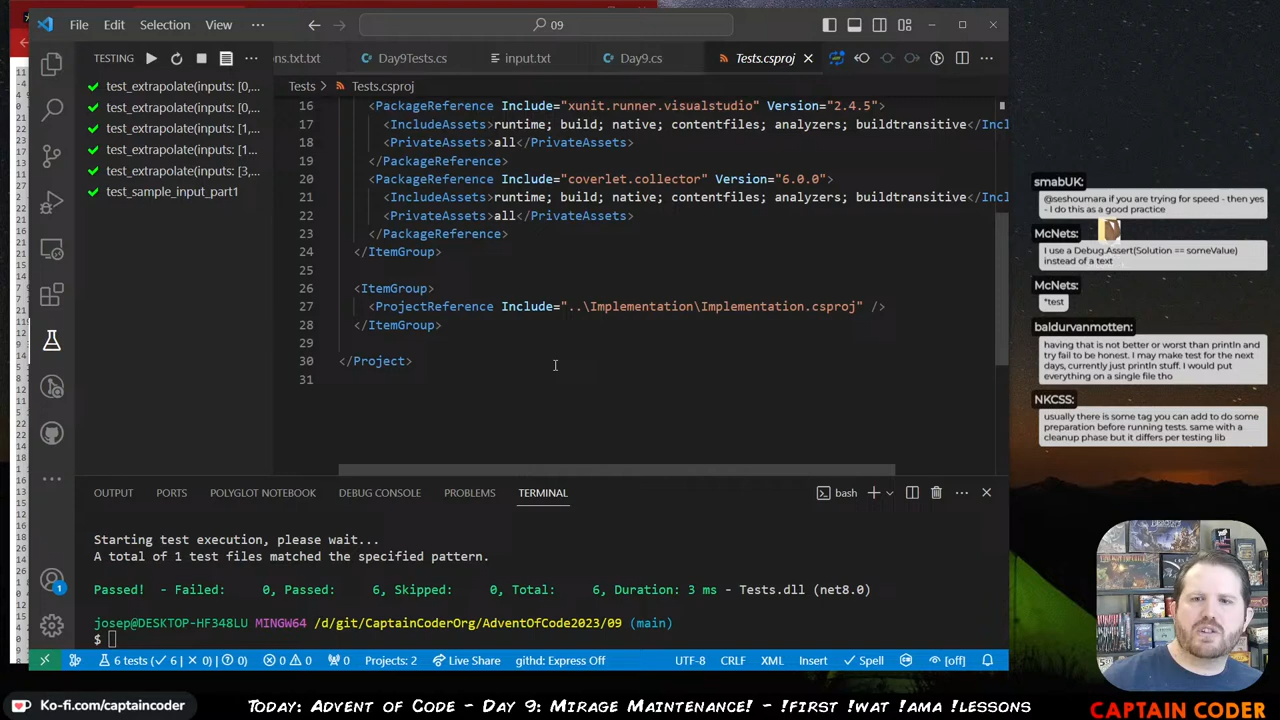 File Edit Selection View ··· 09
TESTING
ns.txt.txt Day9Tests.cs input.txt Day9.cs Tests.csproj
Tests > Tests.csproj
test_extrapolate(inputs: [0,...
test_extrapolate(inputs: [0,...
test_extrapolate(inputs: [1,...
test_extrapolate(inputs: [1...
test_extrapolate(inputs: [3,...
test_sample_input_part1
16 <PackageReference Include="xunit.runner.visualstudio" Version="2.4.5">
17 <IncludeAssets>runtime; build; native; contentfiles; analyzers; buildtransitive</Incl
18 <PrivateAssets>all</PrivateAssets>
19 </PackageReference>
20 <PackageReference Include="coverlet.collector" Version="6.0.0">
21 <IncludeAssets>runtime; build; native; contentfiles; analyzers; buildtransitive</Incl
22 <PrivateAssets>all</PrivateAssets>
23 </PackageReference>
24 </ItemGroup>
25
26 <ItemGroup>
27 <ProjectReference Include="..\Implementation\Implementation.csproj" />
28 </ItemGroup>
29
30 </Project>
31
OUTPUT PORTS POLYGLOT NOTEBOOK DEBUG CONSOLE PROBLEMS TERMINAL bash
Starting test execution, please wait...
A total of 1 test files matched the specified pattern.
Passed! - Failed: 0, Passed: 6, Skipped: 0, Total: 6, Duration: 3 ms - Tests.dll (net8.0)
josep@DESKTOP-HF348LU MINGW64 /d/git/CaptainCoderOrg/AdventOfCode2023/09 (main)
$
1
6 tests (✓ 6 | × 0) | ? 0) 0 0 0 Projects: 2 Live Share githd: Express Off UTF-8 CRLF XML Insert Spell [off]
smabUK:
@seshoumara if you are trying for speed - then yes
- I do this as a good practice
McNets:
I use a Debug.Assert(Solution == someValue)
instead of a text
McNets:
*test
baldurvanmotten:
having that is not better or worst than println and
try fail to be honest. I may make test for the next
days, currently just println stuff. I would put
everything on a single file tho
NKCSS:
usually there is some tag you can add to do some
preparation before running tests. same with a
cleanup phase but it differs per testing lib
Ko-fi.com/captaincoder
Today: Advent of Code - Day 9: Mirage Maintenance! - !first !wat !ama !lessons
CAPTAIN CODER